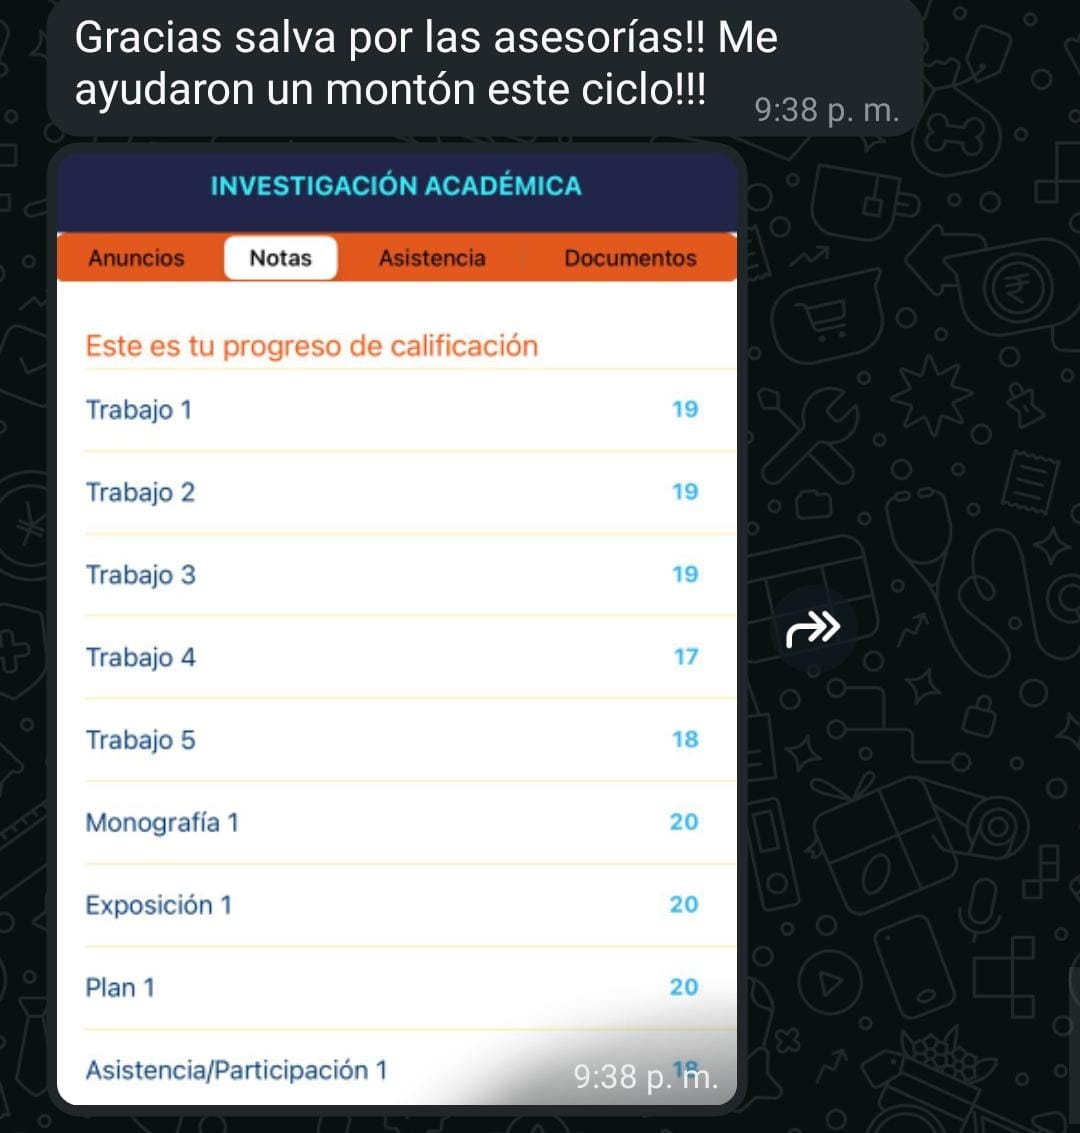 Gracias salva por las asesorías!! Me
ayudaron un montón este ciclo!!!
9:38 p. m.
INVESTIGACIÓN ACADÉMICA
Anuncios Notas Asistencia Documentos
Este es tu progreso de calificación
Trabajo 1 19
Trabajo 2 19
Trabajo 3 19
Trabajo 4 17
Trabajo 5 18
Monografía 1 20
Exposición 1 20
Plan 1 20
Asistencia/Participación 1
9:38 p. m.